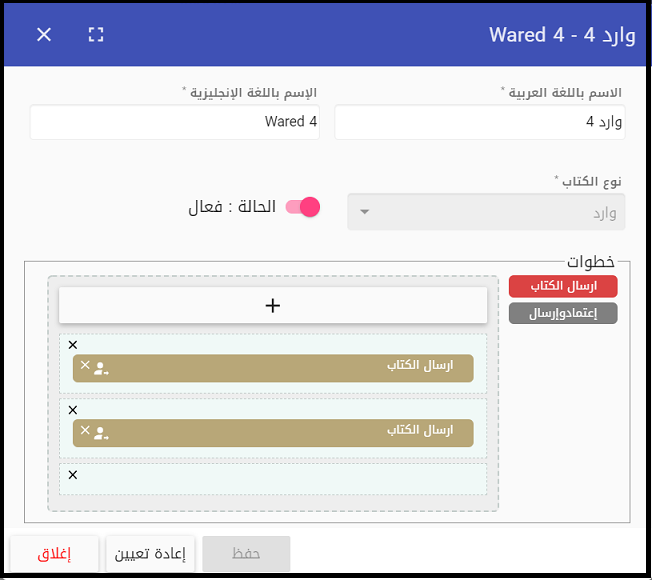 وارد 4 - Wared 4
الاسم باللغة العربية *
الإسم باللغة الإنجليزية *
وارد 4
Wared 4
نوع الكتاب *
وارد
الحالة : فعال
خطوات
ارسال الكتاب
إعتمادوإرسال
+
ارسال الكتاب
ارسال الكتاب
حفظ
إعادة تعيين
إغلاق